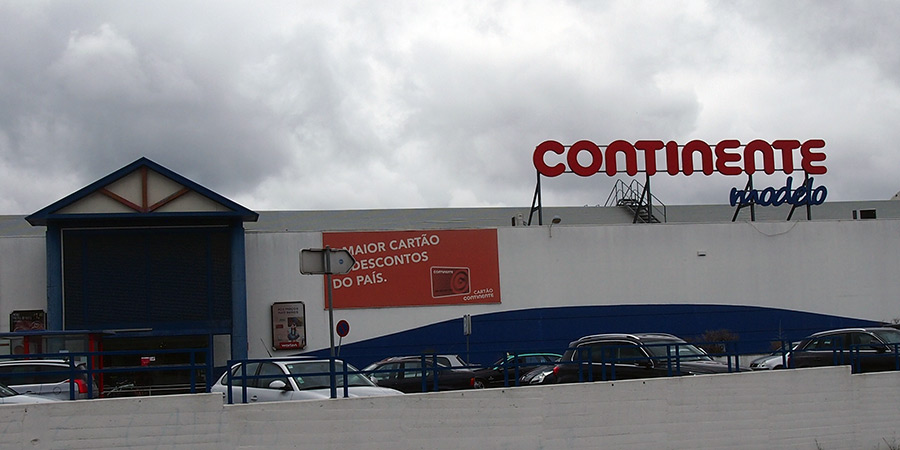 CONTINENTE
modelo
MAIOR CARTÃO
DESCONTOS
DO PAÍS.
CARTÃO
CONTINENTE